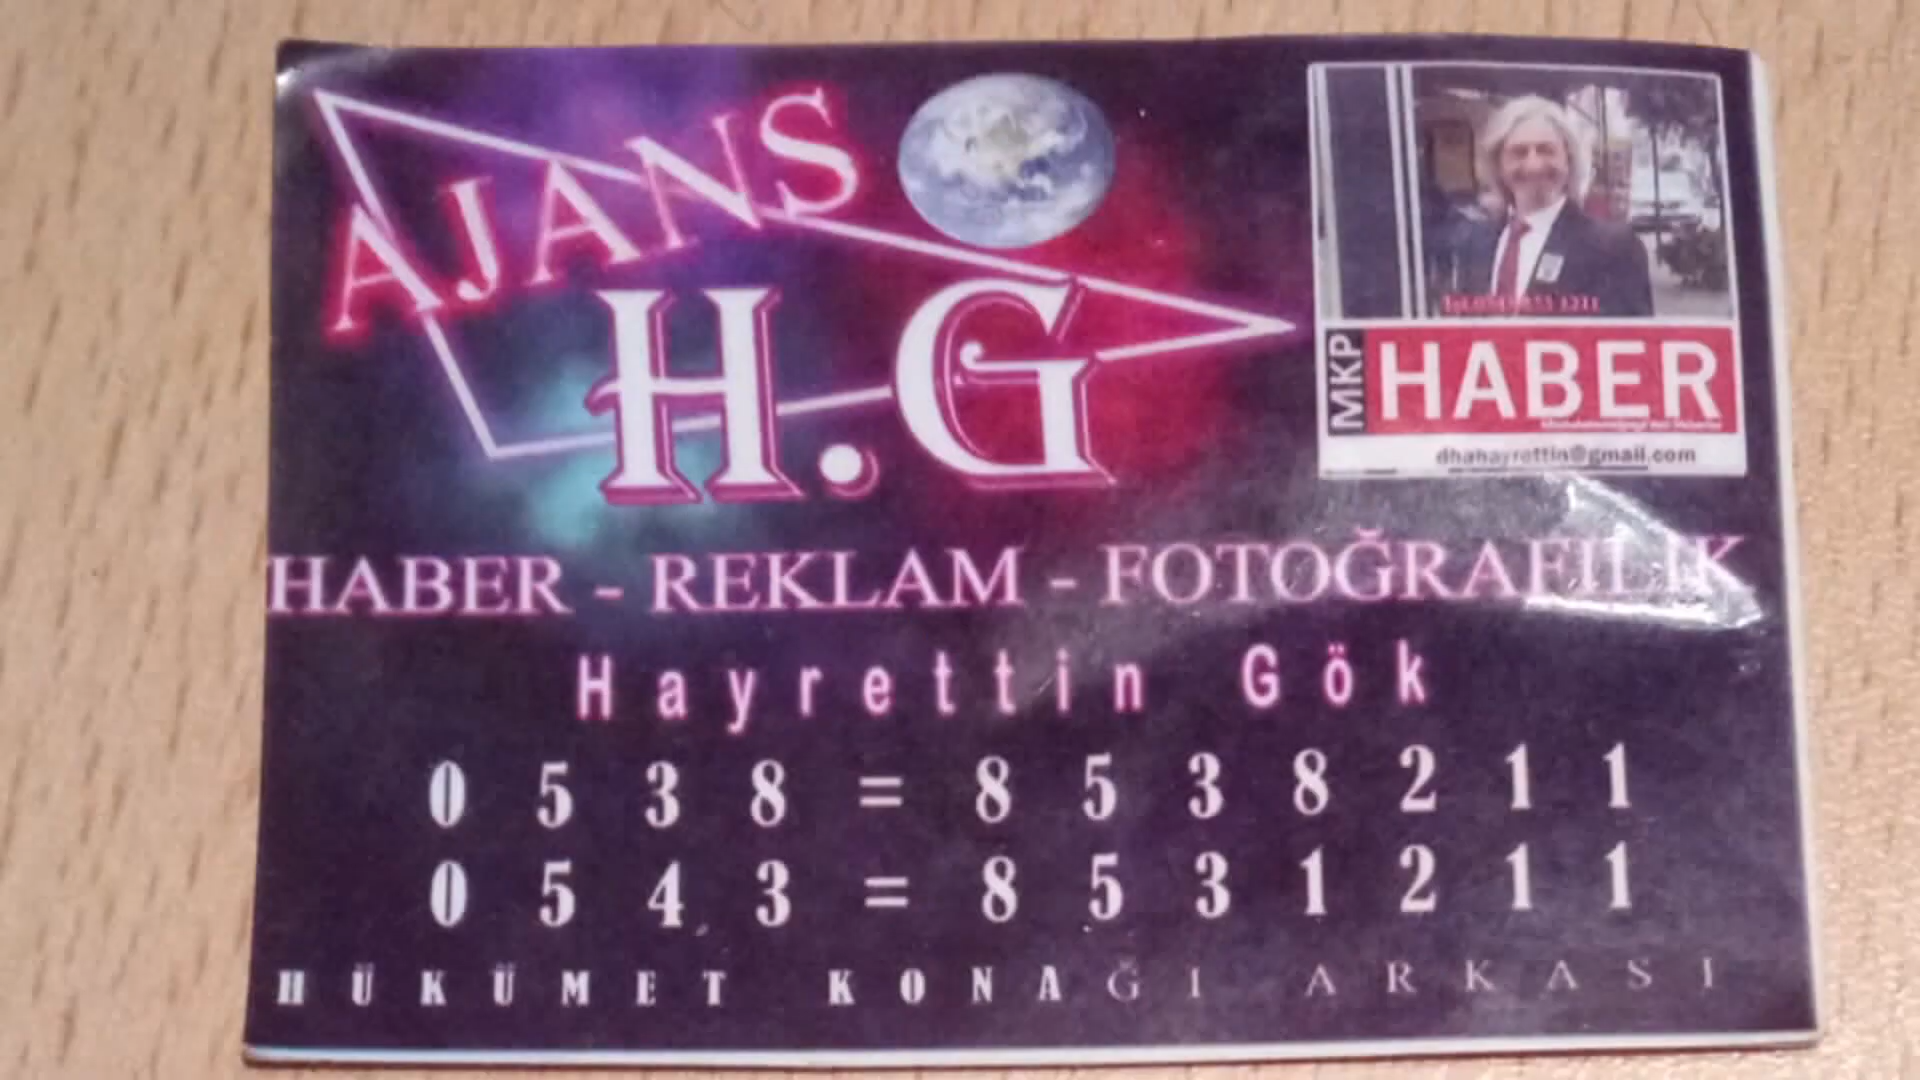 AJANS
H.G
MKP
HABER
dhahayrettin@gmail.com
HABER - REKLAM - FOTOĞRAFILIK
Hayrettin Gök
0538=8538211
0543=8531211
HÜKÜMET KONAĞI ARKASI